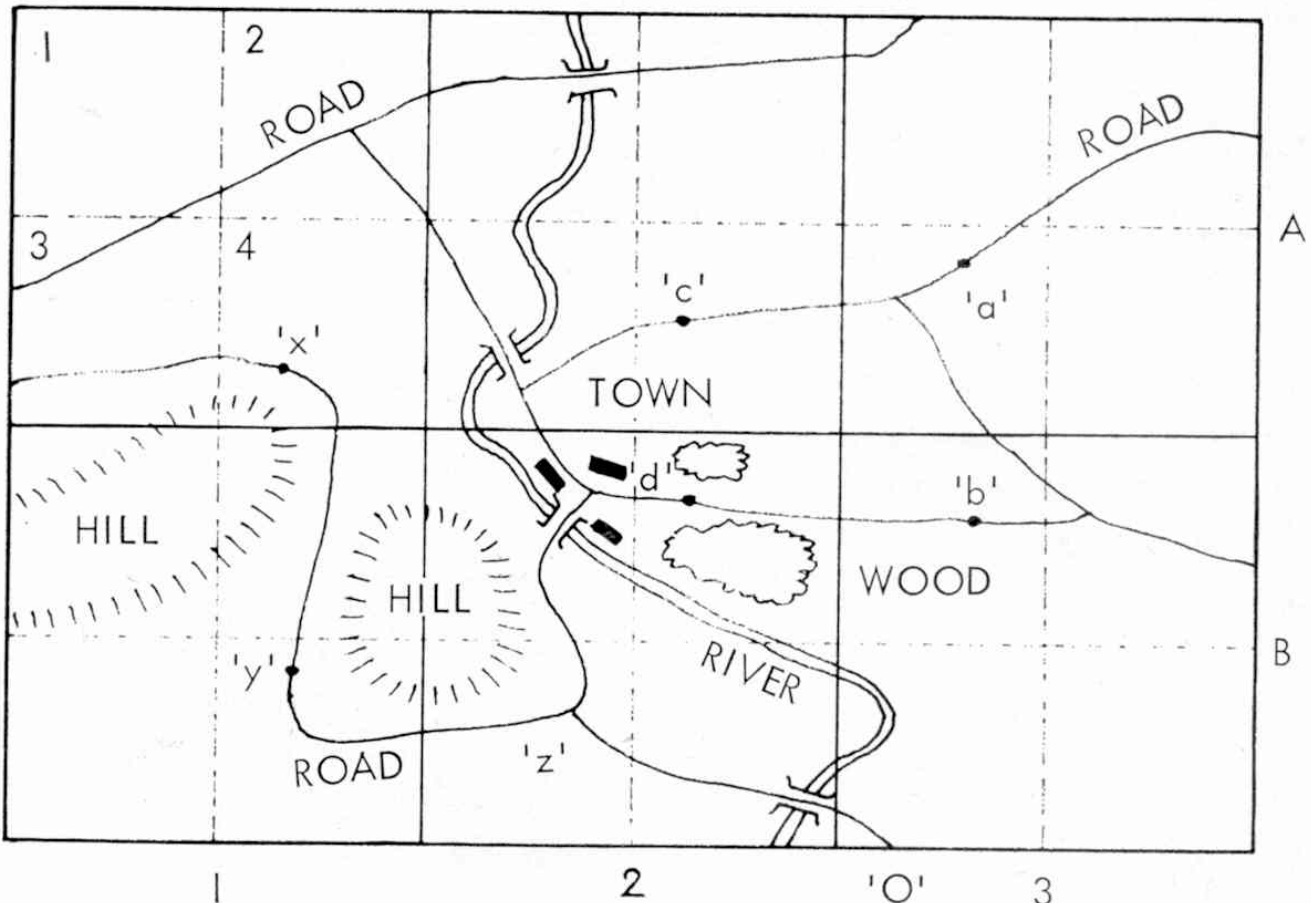 1
2
ROAD
ROAD
3
4
A
'c'
'a'
'x'
TOWN
'd'
'b'
HILL
HILL
WOOD
'y'
RIVER
B
ROAD
'z'
1
2
'O'
3